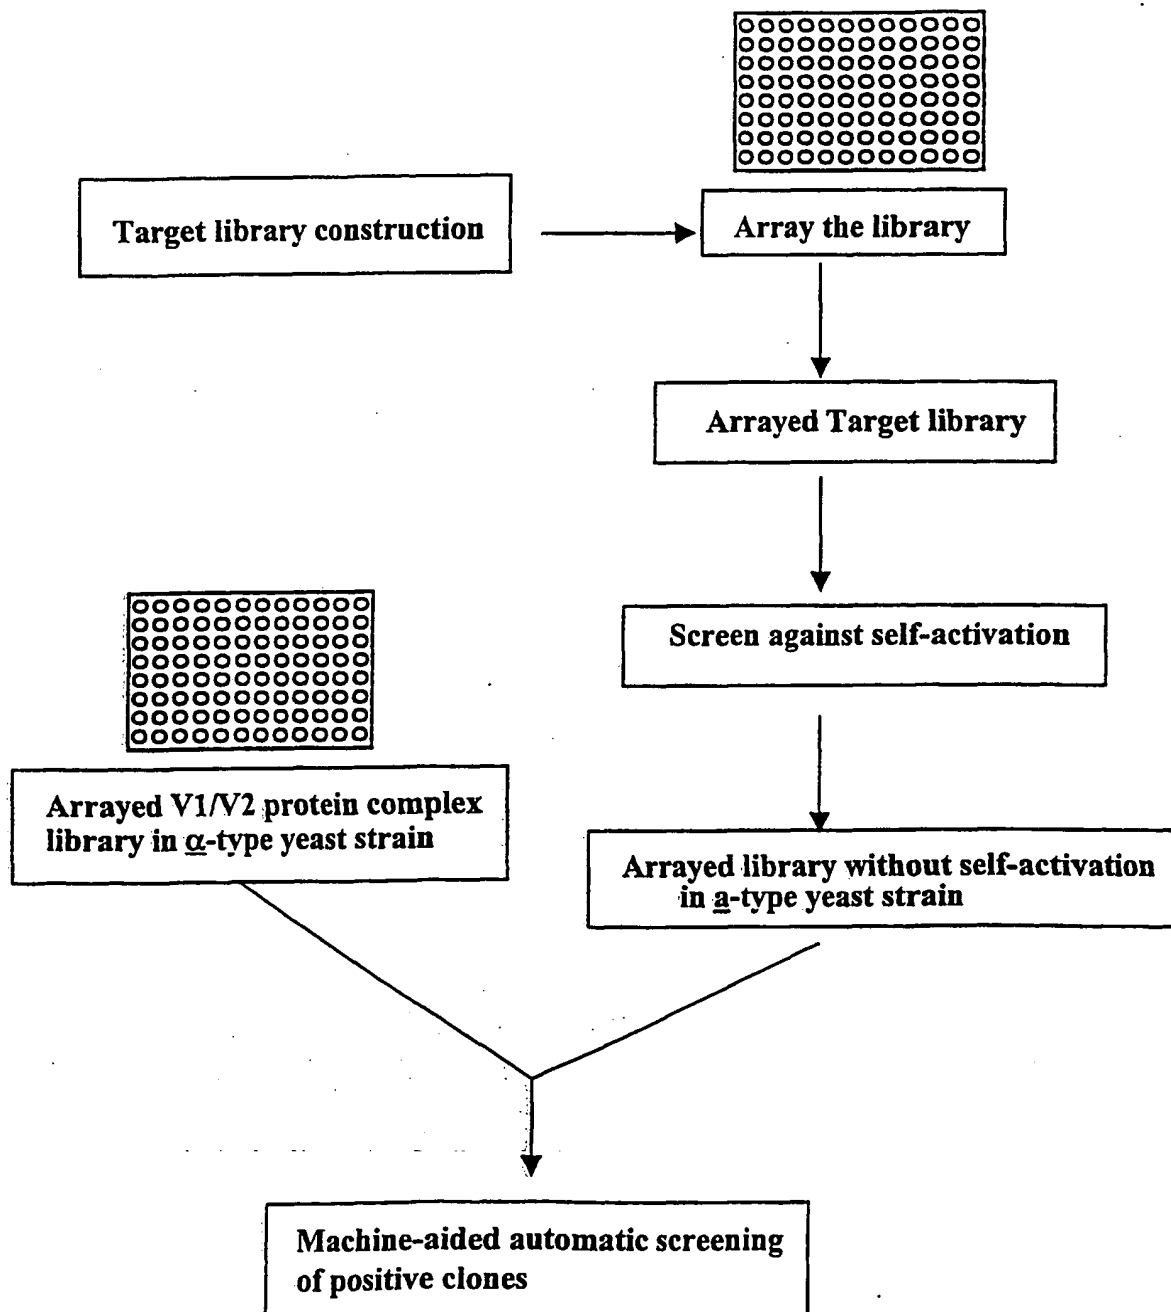 Target library construction
Array the library
Arrayed Target library
Screen against self-activation
Arrayed V1/V2 protein complex
library in α-type yeast strain
Arrayed library without self-activation
in a-type yeast strain
Machine-aided automatic screening
of positive clones